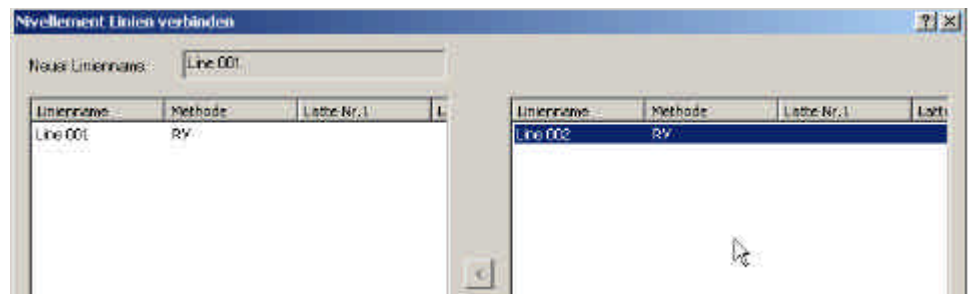 Nivellement Linien verbinden
Neuer Linienname: Line 001
Linienname Methode Latte Nr.1 L
Line 001 RV
Linienname Methode Latte Nr.1 Latt
Line 002 RV
<